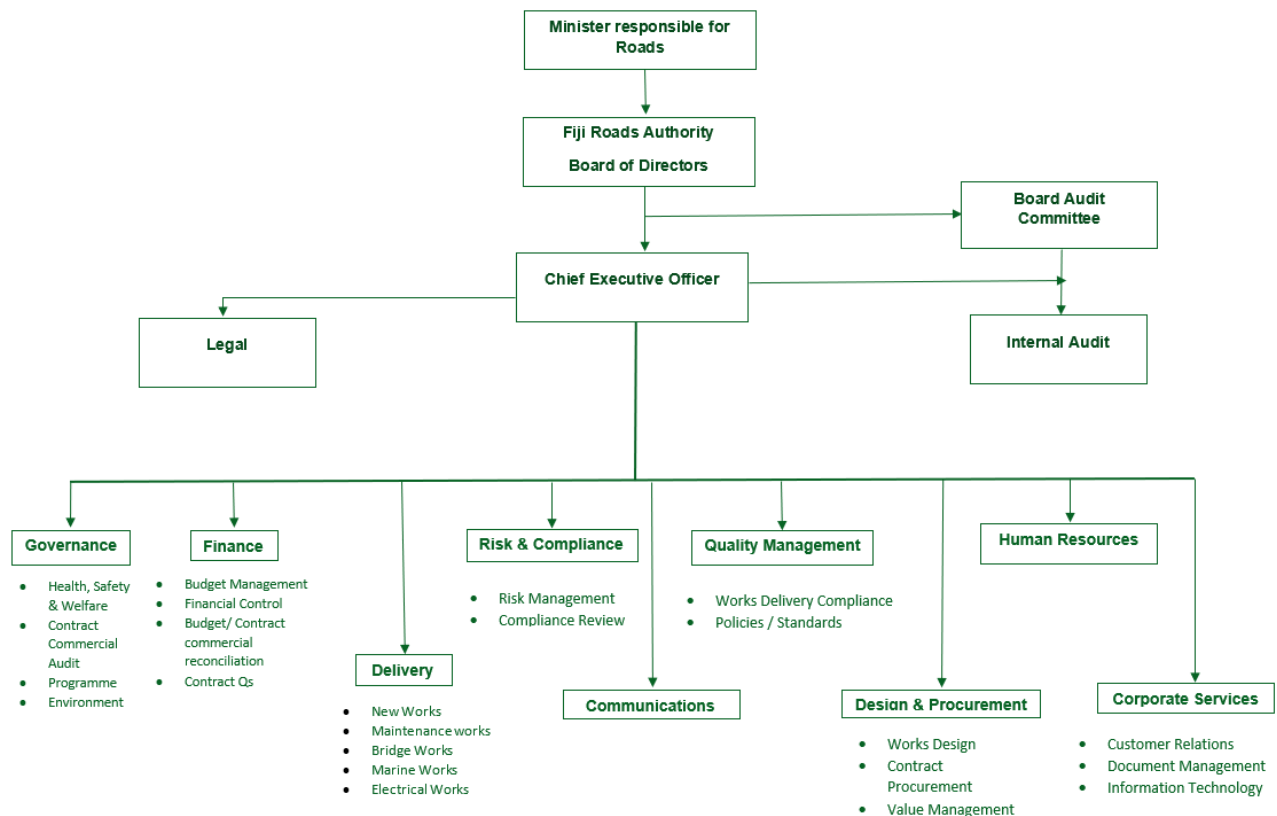 Minister responsible for
Roads
Fiji Roads Authority
Board of Directors
Board Audit
Committee
Chief Executive Officer
Legal
Internal Audit
Governance
• Health, Safety
& Welfare
• Contract
Commercial
Audit
• Programme
• Environment
Finance
• Budget Management
• Financial Control
• Budget/ Contract
commercial
reconciliation
• Contract Qs
Delivery
• New Works
• Maintenance works
• Bridge Works
• Marine Works
• Electrical Works
Risk & Compliance
• Risk Management
• Compliance Review
Communications
Quality Management
• Works Delivery Compliance
• Policies / Standards
Design & Procurement
• Works Design
• Contract
Procurement
• Value Management
Human Resources
Corporate Services
• Customer Relations
• Document Management
• Information Technology